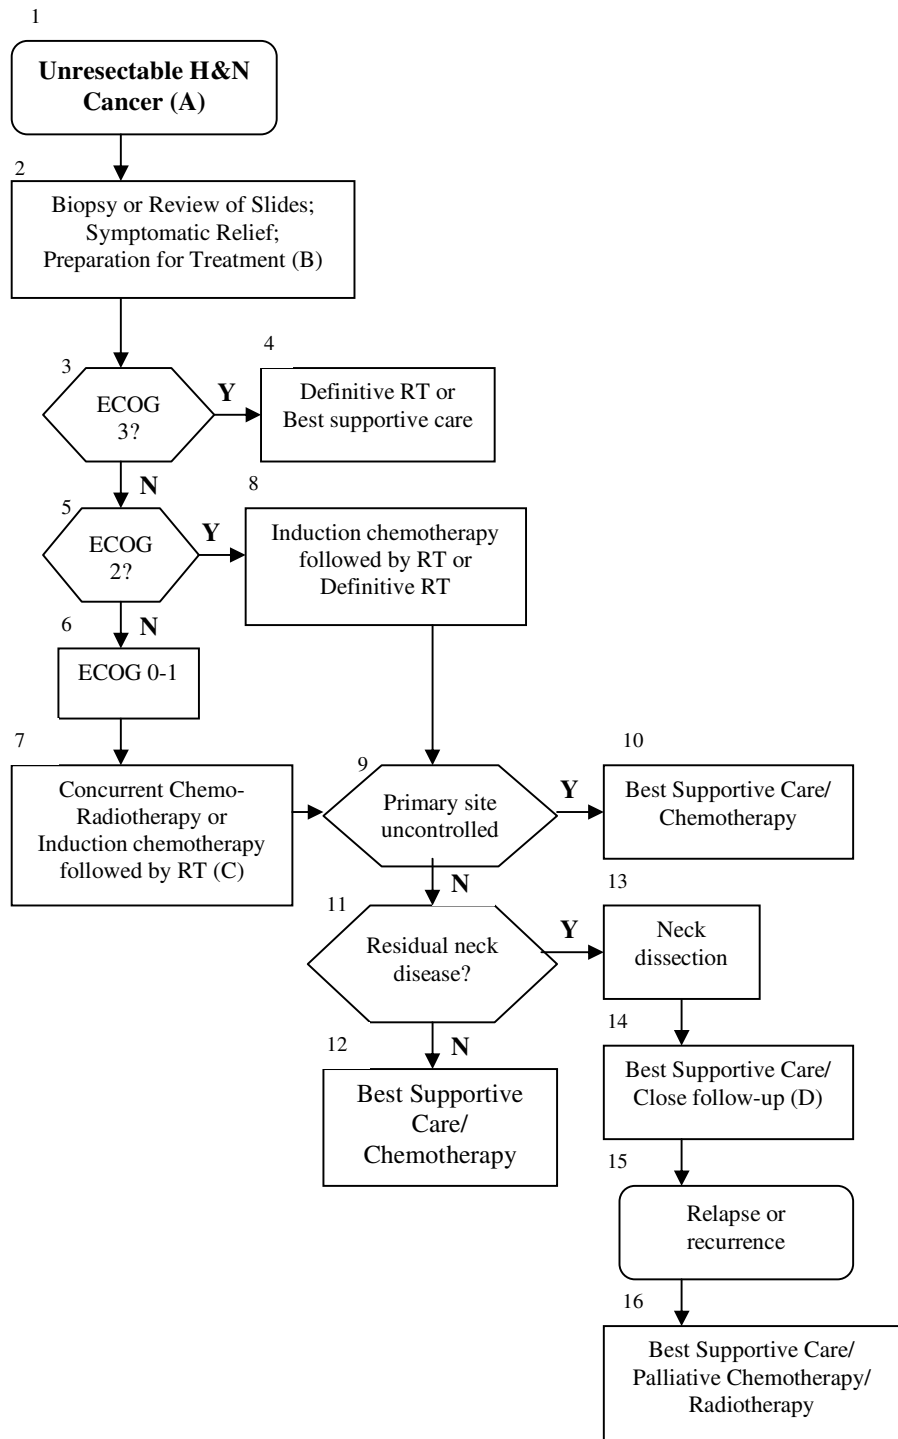 1
Unresectable H&N
Cancer (A)
2
Biopsy or Review of Slides;
Symptomatic Relief;
Preparation for Treatment (B)
3
ECOG
3?
Y
4
Definitive RT or
Best supportive care
N
5
ECOG
2?
Y
8
Induction chemotherapy
followed by RT or
Definitive RT
N
6
ECOG 0-1
7
Concurrent Chemo-
Radiotherapy or
Induction chemotherapy
followed by RT (C)
9
Primary site
uncontrolled
Y
10
Best Supportive Care/
Chemotherapy
N
11
Residual neck
disease?
Y
13
Neck
dissection
N
12
Best Supportive
Care/
Chemotherapy
14
Best Supportive Care/
Close follow-up (D)
15
Relapse or
recurrence
16
Best Supportive Care/
Palliative Chemotherapy/
Radiotherapy